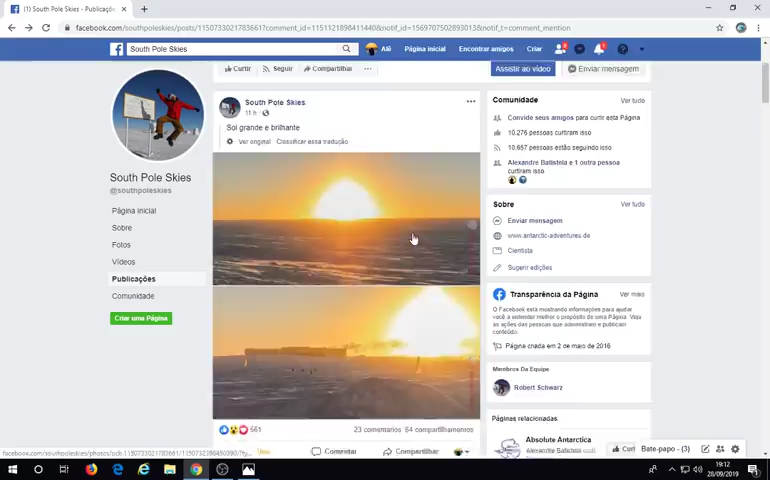 (1) South Pole Skies - Publicações
facebook.com/southpoleskies/posts/1150733021783661?comment_id=1151121898411440&notif_id=1569707502893013&notif_t=comment_mention
South Pole Skies
Alê
Página inicial
Encontrar amigos
Criar
Curtir
Seguir
Compartilhar
Assistir ao vídeo
Enviar mensagem
South Pole Skies
@southpoleskies
Página inicial
Sobre
Fotos
Vídeos
Publicações
Comunidade
Criar uma Página
South Pole Skies
11 h
Sol grande e brilhante
Ver original Classificar essa tradução
561
23 comentários 64 compartilhamentos
Comentar
Compartilhar
Comunidade
Ver tudo
Convide seus amigos para curtir esta Página
10.276 pessoas curtiram isso
10.657 pessoas estão seguindo isso
Alexandre Batistela e 1 outra pessoa
curtiram isso
Sobre
Ver tudo
Enviar mensagem
www.antarctic-adventures.de
Cientista
Sugerir edições
Transparência da Página
Ver mais
O Facebook está mostrando informações para ajudar
você a entender melhor o propósito de uma Página. Veja
as ações das pessoas que administram e publicam
conteúdo.
Página criada em 2 de maio de 2016
Membros Da Equipe
Robert Schwarz
Páginas relacionadas
Absolute Antarctica
Bate-papo - (3)
19:12
28/09/2019